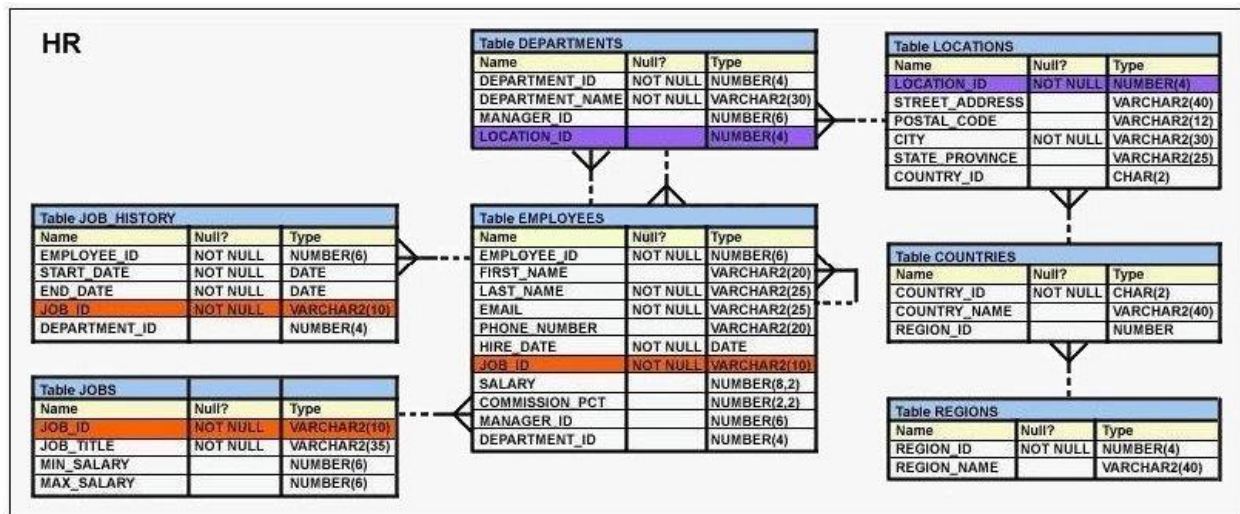 HR
Table DEPARTMENTS
Name Null? Type
DEPARTMENT_ID NOT NULL NUMBER(4)
DEPARTMENT_NAME NOT NULL VARCHAR2(30)
MANAGER_ID NUMBER(6)
LOCATION_ID NUMBER(4)
Table LOCATIONS
Name Null? Type
LOCATION_ID NOT NULL NUMBER(4)
STREET_ADDRESS VARCHAR2(40)
POSTAL_CODE VARCHAR2(12)
CITY NOT NULL VARCHAR2(30)
STATE_PROVINCE VARCHAR2(25)
COUNTRY_ID CHAR(2)
Table JOB_HISTORY
Name Null? Type
EMPLOYEE_ID NOT NULL NUMBER(6)
START_DATE NOT NULL DATE
END_DATE NOT NULL DATE
JOB_ID NOT NULL VARCHAR2(10)
DEPARTMENT_ID NUMBER(4)
Table EMPLOYEES
Name Null? Type
EMPLOYEE_ID NOT NULL NUMBER(6)
FIRST_NAME VARCHAR2(20)
LAST_NAME NOT NULL VARCHAR2(25)
EMAIL NOT NULL VARCHAR2(25)
PHONE_NUMBER VARCHAR2(20)
HIRE_DATE NOT NULL DATE
JOB_ID NOT NULL VARCHAR2(10)
SALARY NUMBER(8,2)
COMMISSION_PCT NUMBER(2,2)
MANAGER_ID NUMBER(6)
DEPARTMENT_ID NUMBER(4)
Table COUNTRIES
Name Null? Type
COUNTRY_ID NOT NULL CHAR(2)
COUNTRY_NAME VARCHAR2(40)
REGION_ID NUMBER
Table JOBS
Name Null? Type
JOB_ID NOT NULL VARCHAR2(10)
JOB_TITLE NOT NULL VARCHAR2(35)
MIN_SALARY NUMBER(6)
MAX_SALARY NUMBER(6)
Table REGIONS
Name Null? Type
REGION_ID NOT NULL NUMBER(4)
REGION_NAME VARCHAR2(40)